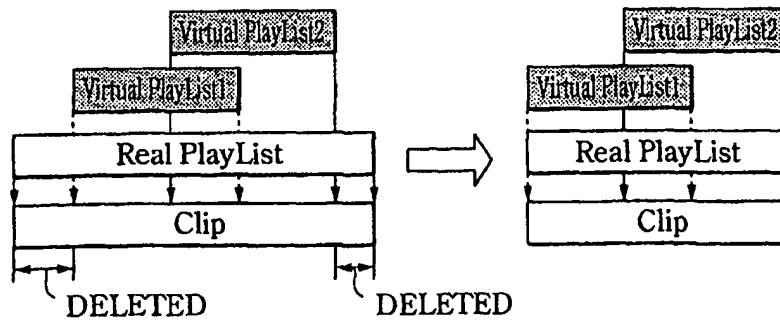 Virtual PlayList2
Virtual PlayList1
Real PlayList
Clip
DELETED
DELETED
Virtual PlayList2
Virtual PlayList1
Real PlayList
Clip